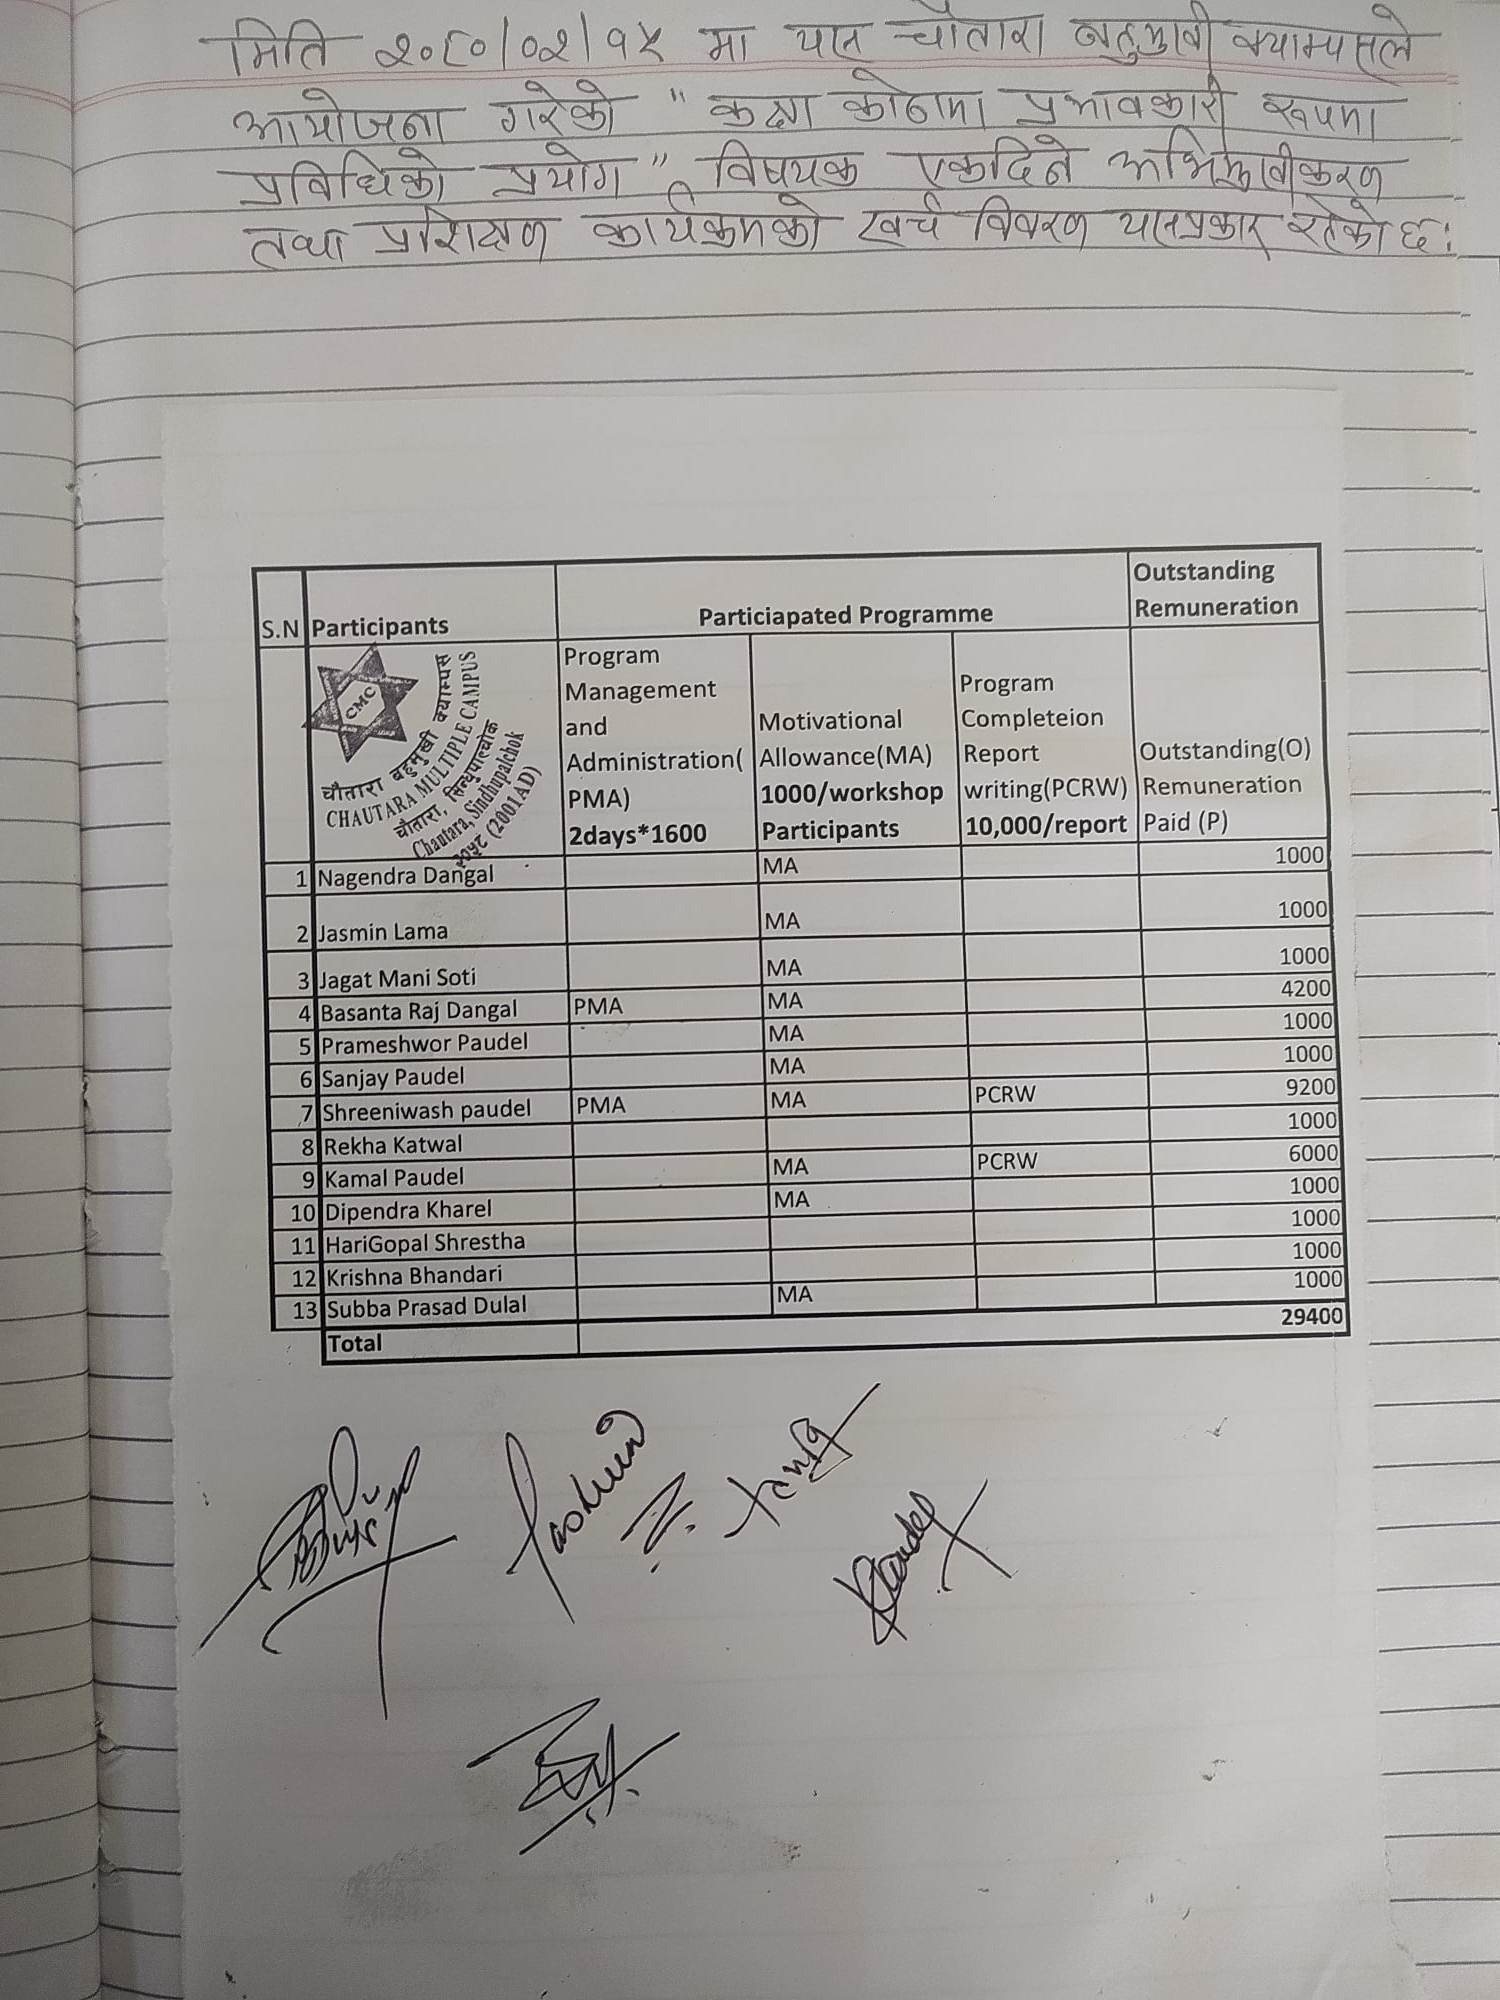 मिति २०८०/०२/१५ मा यस चौतारा बहुमुखी क्याम्पसले
आयोजना गरेको " कक्षा कोठामा प्रभावकारी रूपमा
प्रविधिको प्रयोग " विषयक एकदिने अभिमुखीकरण
तथा प्रशिक्षण कार्यक्रमको खर्च विवरण यसप्रकार रहेको छः
S.N Participants Particiapated Programme Outstanding Remuneration
Program Management and Administration( PMA) 2days*1600 Motivational Allowance(MA) 1000/workshop Participants Program Completeion Report writing(PCRW) 10,000/report Outstanding(O) Remuneration Paid (P)
CMC
चौतारा बहुमुखी क्याम्पस
CHAUTARA MULTIPLE CAMPUS
चौतारा, सिन्धुपाल्चोक
Chautara, Sindhupalchok
२०५८ (2001AD)
1 Nagendra Dangal MA 1000
2 Jasmin Lama MA 1000
3 Jagat Mani Soti MA 1000
4 Basanta Raj Dangal PMA MA 4200
5 Prameshwor Paudel MA 1000
6 Sanjay Paudel MA 1000
7 Shreeniwash paudel PMA MA PCRW 9200
8 Rekha Katwal 1000
9 Kamal Paudel MA PCRW 6000
10 Dipendra Kharel MA 1000
11 HariGopal Shrestha 1000
12 Krishna Bhandari 1000
13 Subba Prasad Dulal MA 1000
Total 29400